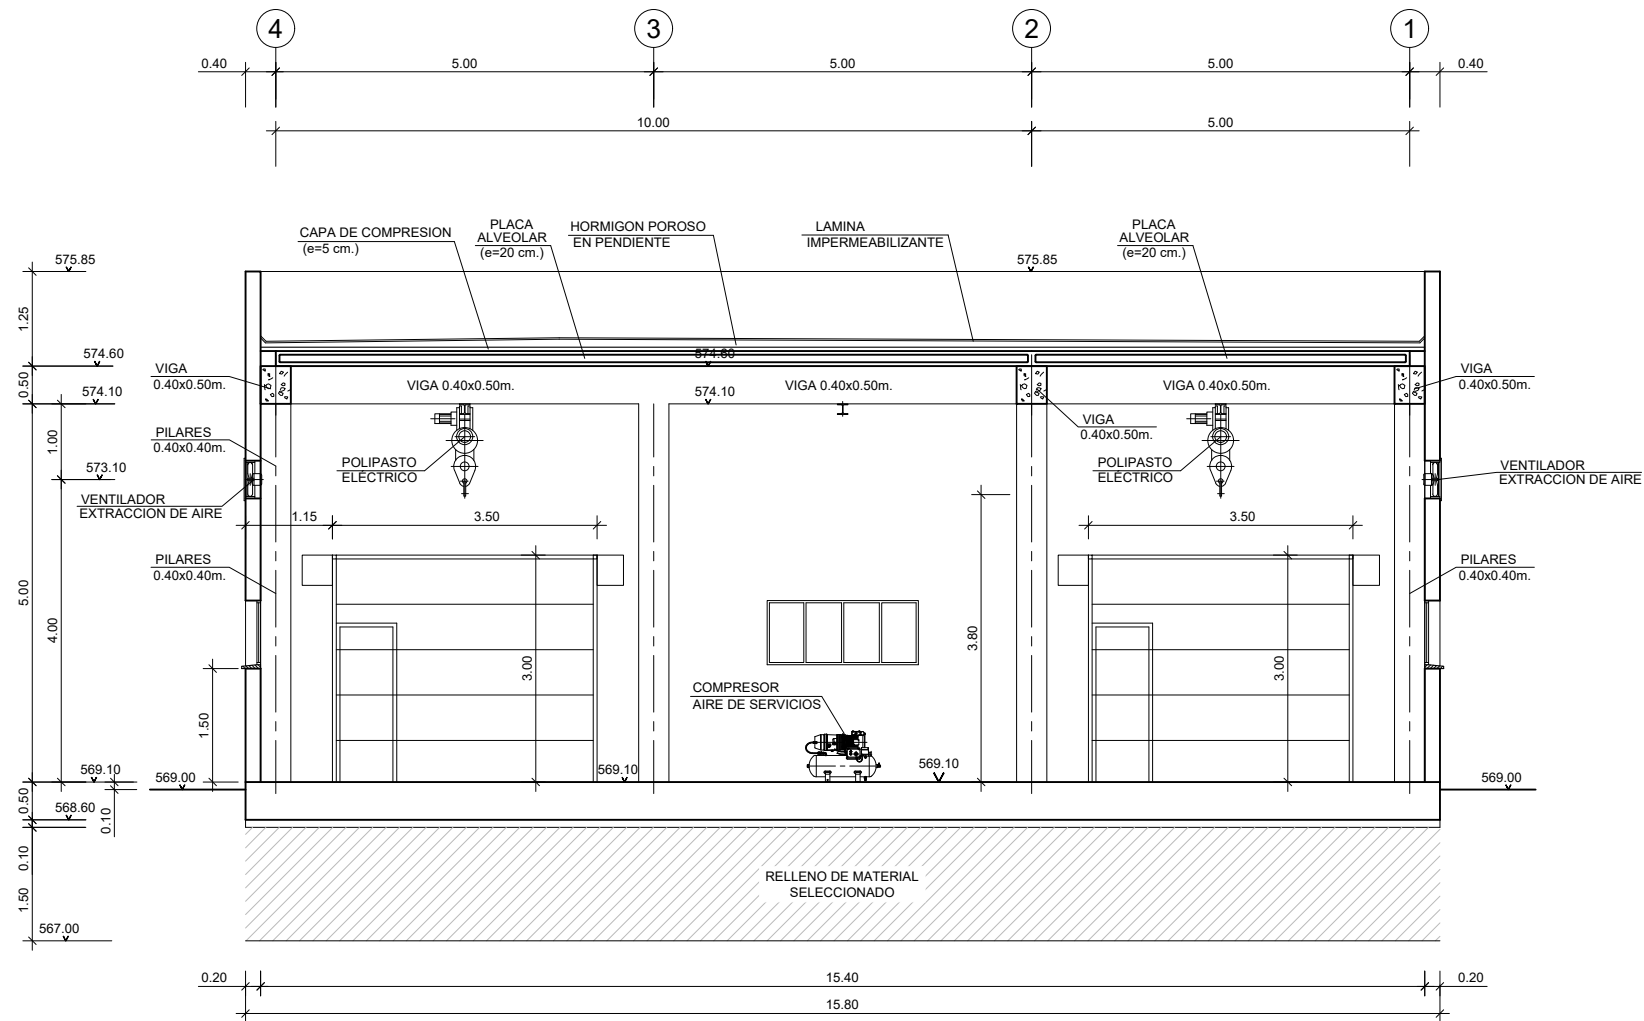 4
3
2
1
0.40
5.00
5.00
5.00
0.40
10.00
5.00
CAPA DE COMPRESION
(e=5 cm.)
PLACA
ALVEOLAR
(e=20 cm.)
HORMIGON POROSO
EN PENDIENTE
LAMINA
IMPERMEABILIZANTE
PLACA
ALVEOLAR
(e=20 cm.)
575.85
575.85
1.25
574.60
574.60
VIGA
0.40x0.50m.
VIGA 0.40x0.50m.
VIGA 0.40x0.50m.
VIGA 0.40x0.50m.
VIGA
0.40x0.50m.
0.50
574.10
574.10
VIGA
0.40x0.50m.
1.00
PILARES
0.40x0.40m.
POLIPASTO
ELÉCTRICO
POLIPASTO
ELÉCTRICO
573.10
VENTILADOR
EXTRACCION DE AIRE
VENTILADOR
EXTRACCION DE AIRE
1.15
3.50
3.50
PILARES
0.40x0.40m.
PILARES
0.40x0.40m.
5.00
4.00
3.00
3.80
3.00
1.50
COMPRESOR
AIRE DE SERVICIOS
569.10
569.00
569.10
569.10
569.00
0.50
568.60
0.10
0.10
1.50
RELLENO DE MATERIAL
SELECCIONADO
567.00
0.20
15.40
0.20
15.80